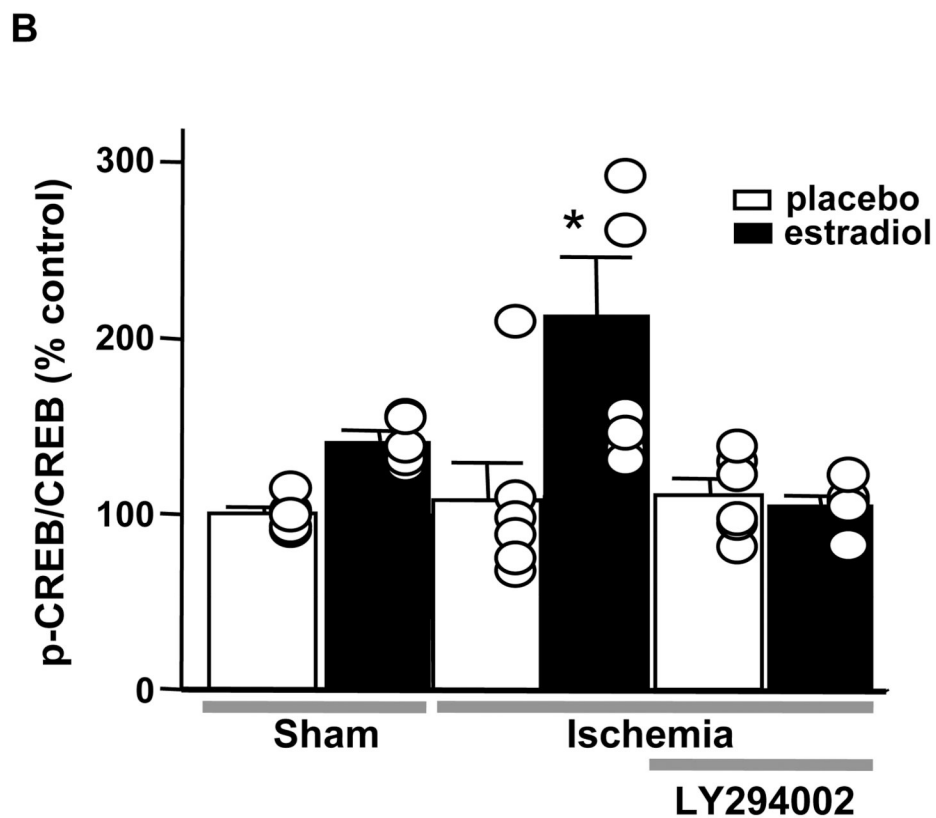 B
p-CREB/CREB (% control)
300
200
100
0
*
placebo
estradiol
Sham
Ischemia
LY294002